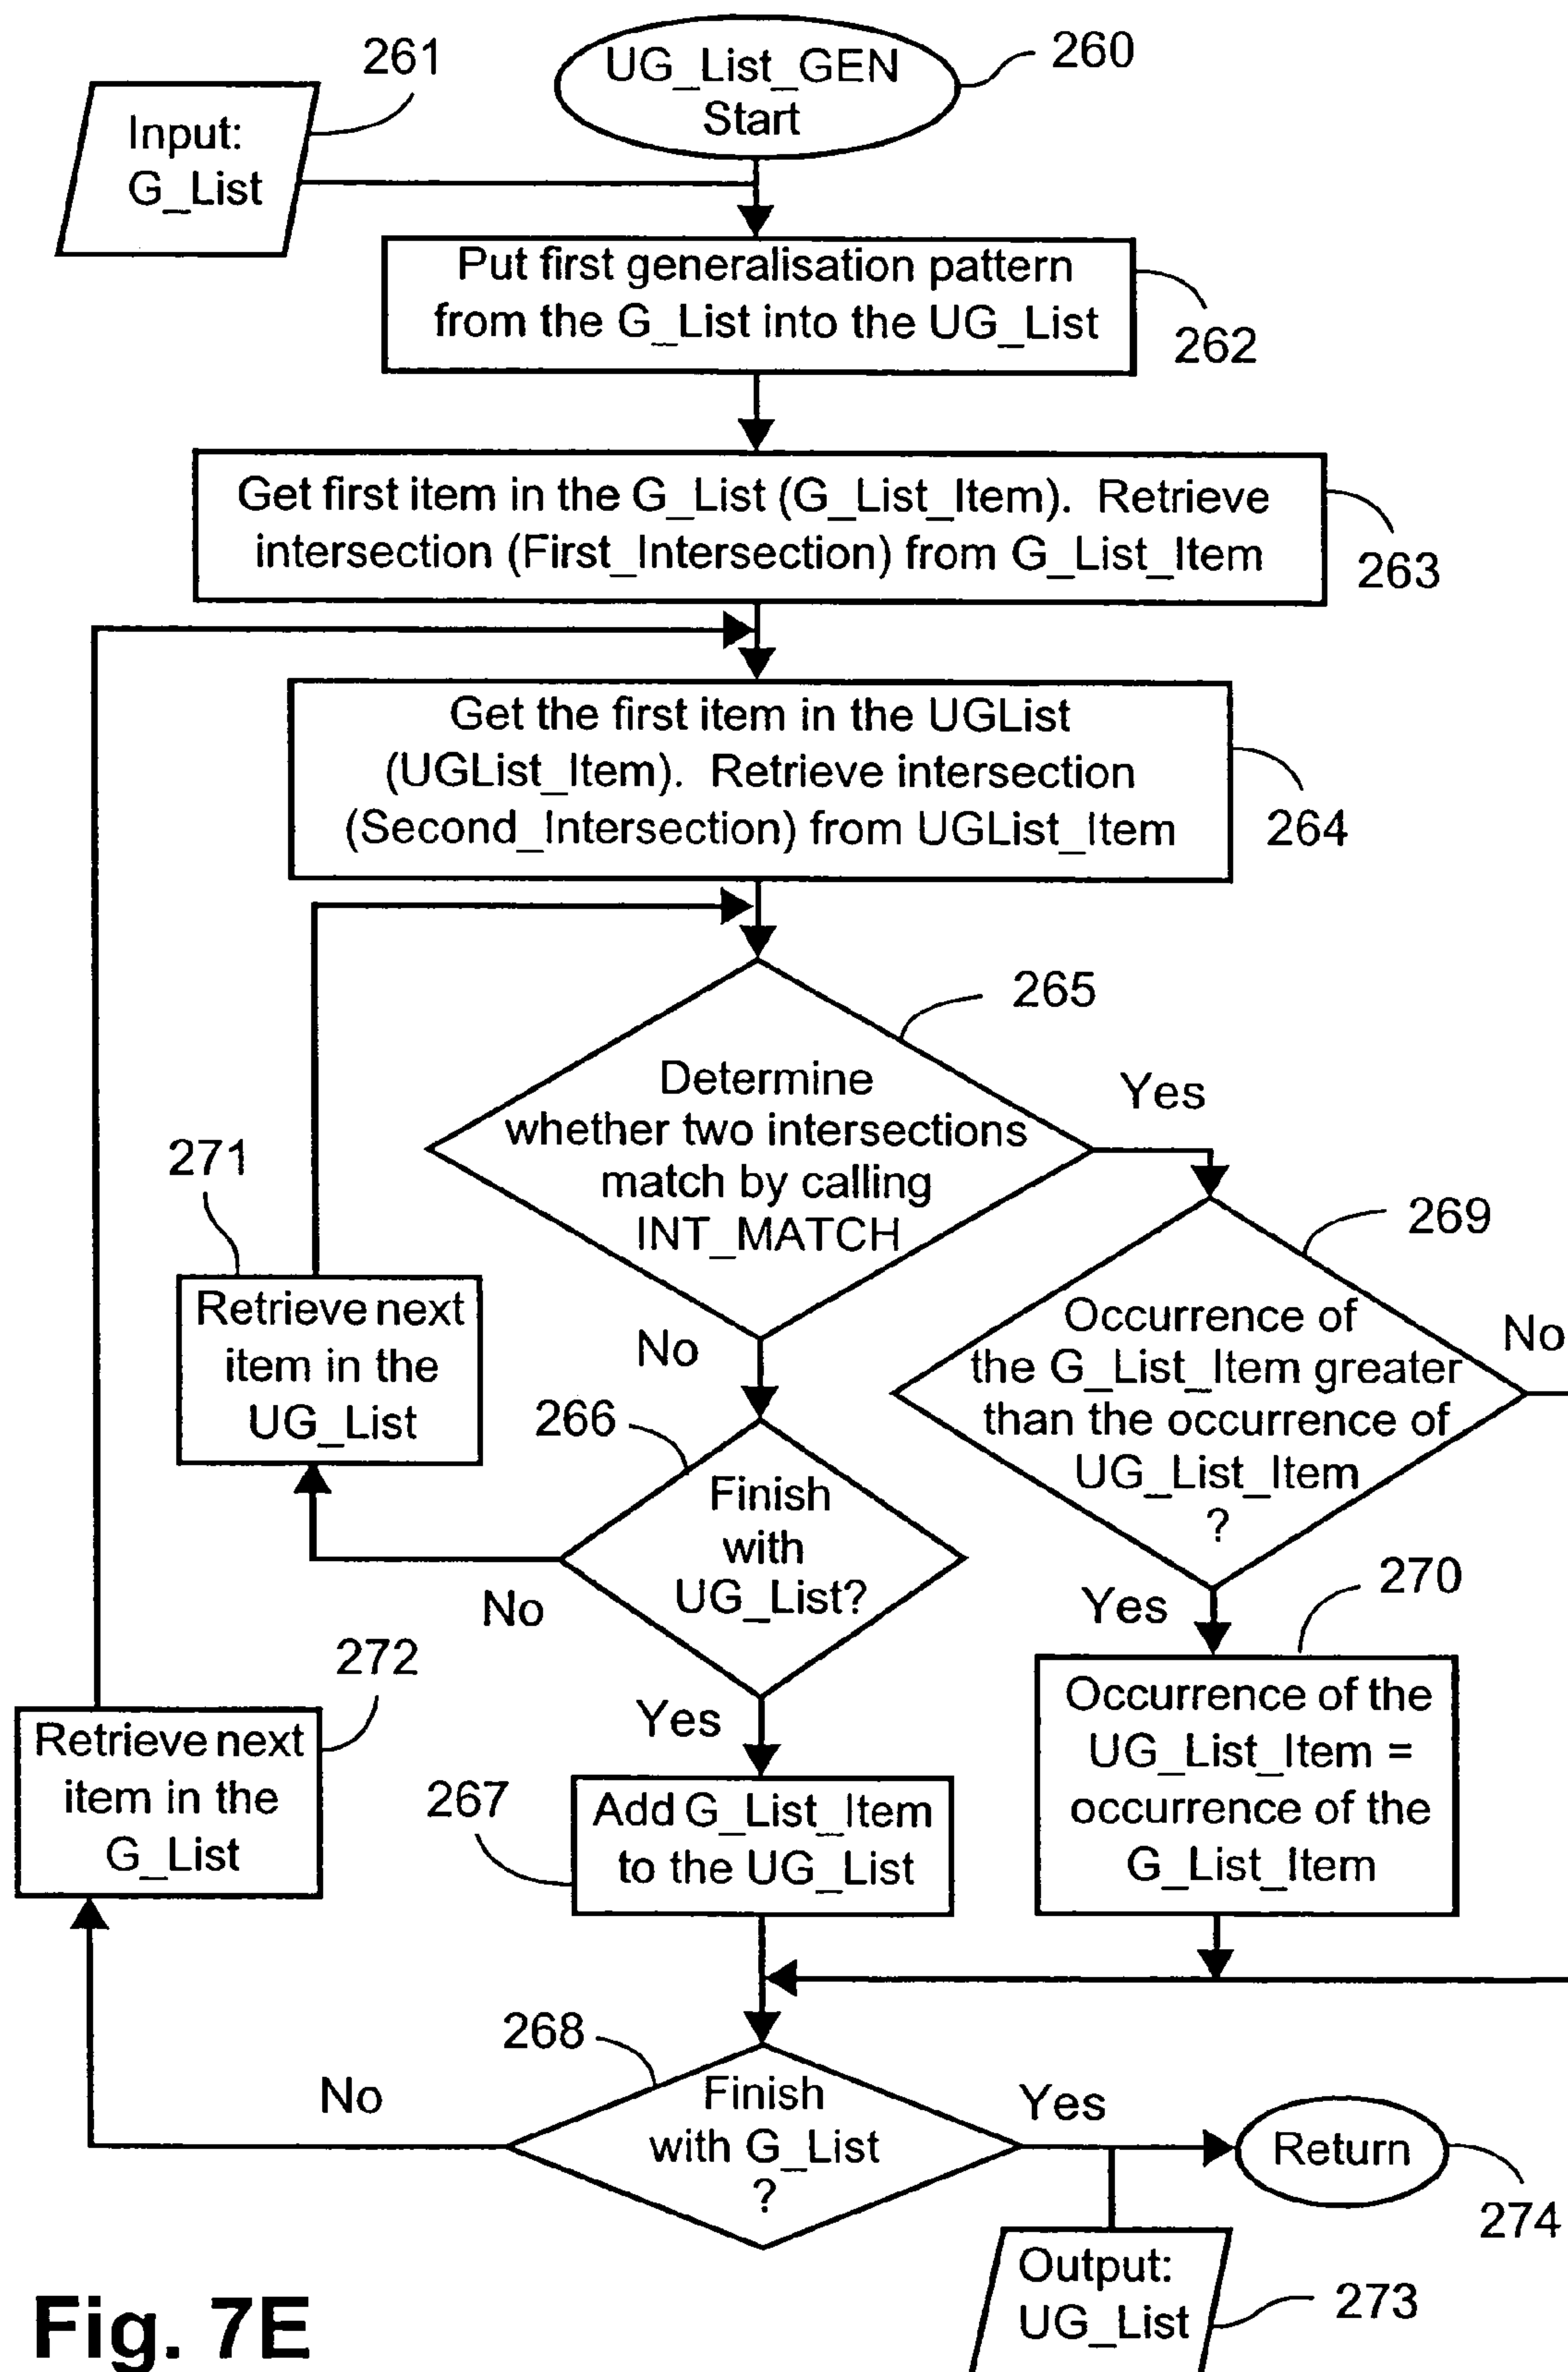 261
UG_List_GEN
Start
260
Input:
G_List
Put first generalisation pattern
from the G_List into the UG_List
262
Get first item in the G_List (G_List_Item). Retrieve
intersection (First_Intersection) from G_List_Item
263
Get the first item in the UGList
(UGList_Item). Retrieve intersection
(Second_Intersection) from UGList_Item
264
265
Determine
whether two intersections
match by calling
INT_MATCH
Yes
271
Retrieve next
item in the
UG_List
No
269
Occurrence of
the G_List_Item greater
than the occurrence of
UG_List_Item
?
No
266
Finish
with
UG_List?
No
Yes
Yes
270
Occurrence of the
UG_List_Item =
occurrence of the
G_List_Item
272
Retrieve next
item in the
G_List
267
Add G_List_Item
to the UG_List
268
Finish
with G_List
?
No
Yes
Return
274
Output:
UG_List
273
Fig. 7E